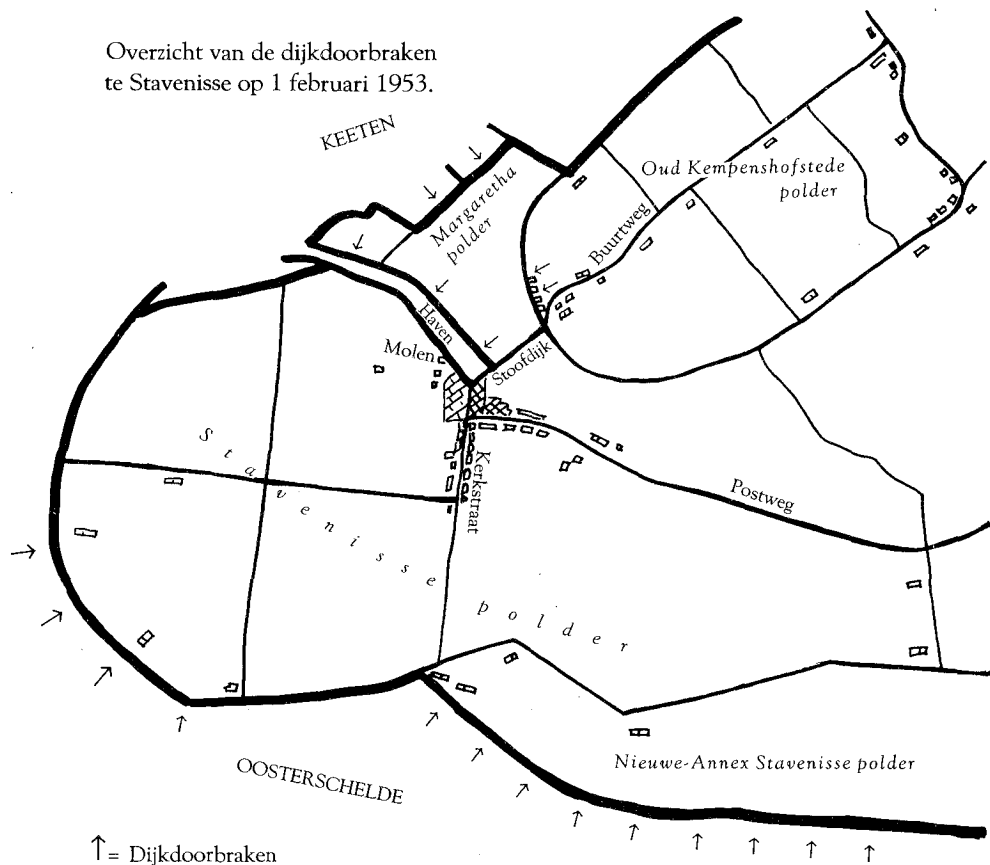 Overzicht van de dijkdoorbraken
te Stavenisse op 1 februari 1953.
KEETEN
Margaretha
polder
Oud Kempenshofstede
polder
Buurtweg
Haven
Molen
Stoofdijk
Stavenisse polder
Kerkstraat
Postweg
Nieuwe-Annex Stavenisse polder
OOSTERSCHELDE
↑= Dijkdoorbraken